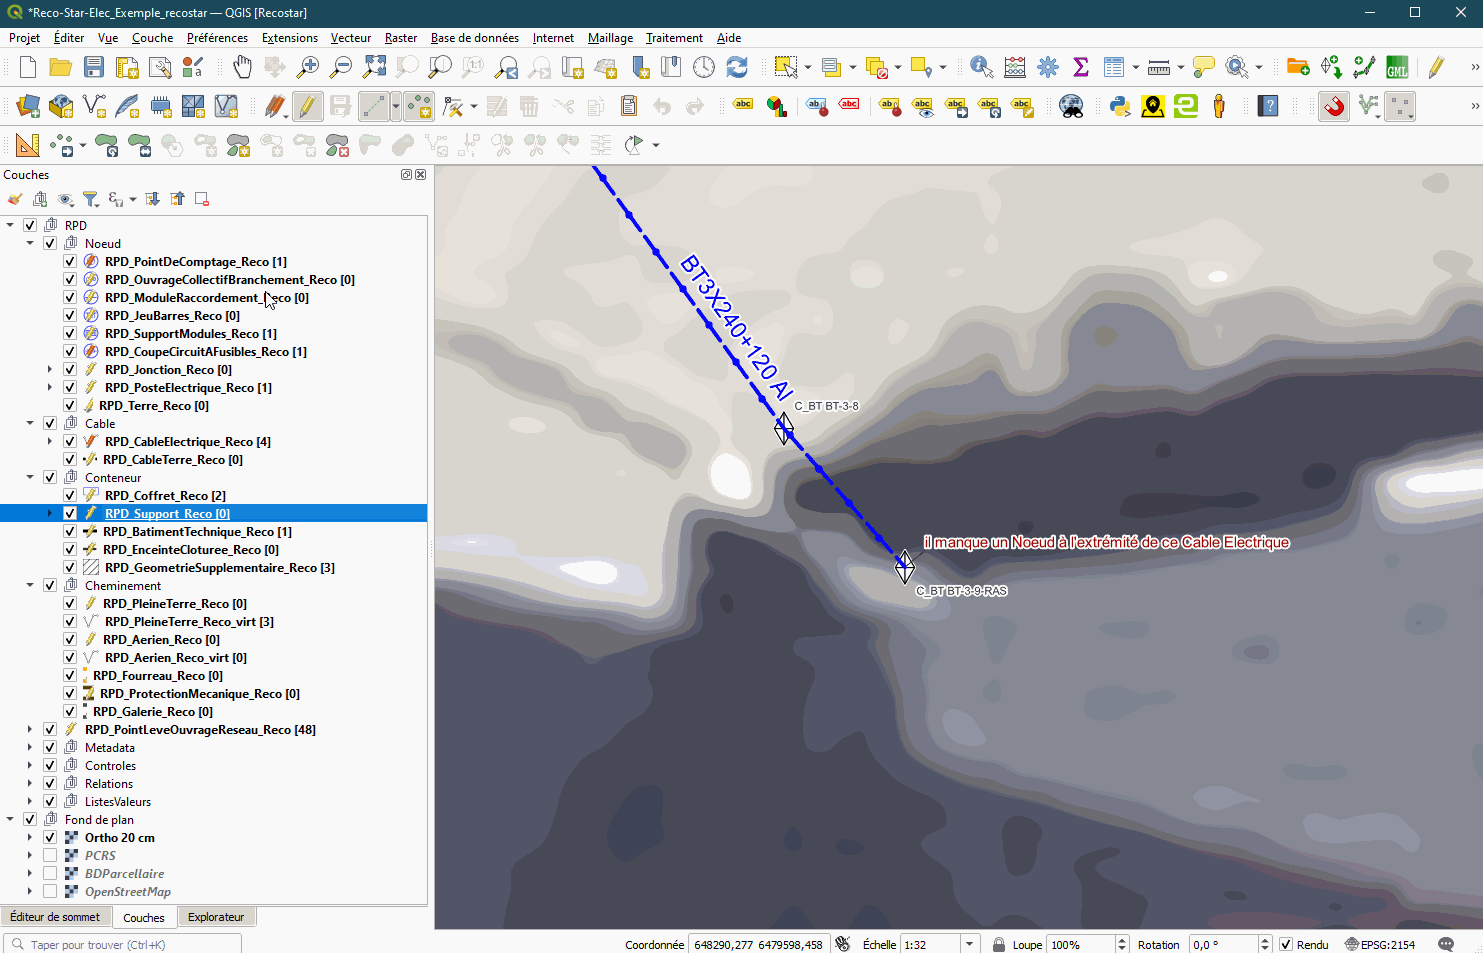 *Reco-Star-Elec_Exemple_recostar — QGIS [Recostar]
Projet Éditer Vue Couche Préférences Extensions Vecteur Raster Base de données Internet Maillage Traitement Aide
Couches
RPD
Noeud
RPD_PointDeComptage_Reco [1]
RPD_OuvrageCollectifBranchement_Reco [0]
RPD_ModuleRaccordement_Reco [0]
RPD_JeuBarres_Reco [0]
RPD_SupportModules_Reco [1]
RPD_CoupeCircuitAFusibles_Reco [1]
RPD_Jonction_Reco [0]
RPD_PosteElectrique_Reco [1]
RPD_Terre_Reco [0]
Cable
RPD_CableElectrique_Reco [4]
RPD_CableTerre_Reco [0]
Conteneur
RPD_Coffret_Reco [2]
RPD_Support_Reco [0]
RPD_BatimentTechnique_Reco [1]
RPD_EnceinteCloturee_Reco [0]
RPD_GeometrieSupplementaire_Reco [3]
Cheminement
RPD_PleineTerre_Reco [0]
RPD_PleineTerre_Reco_virt [3]
RPD_Aerien_Reco [0]
RPD_Aerien_Reco_virt [0]
RPD_Fourreau_Reco [0]
RPD_ProtectionMecanique_Reco [0]
RPD_Galerie_Reco [0]
RPD_PointLeveOuvrageReseau_Reco [48]
Metadata
Controles
Relations
ListesValeurs
Fond de plan
Ortho 20 cm
PCRS
BDParcellaire
OpenStreetMap
BT3X240+120 Al
C_BT BT-3-8
il manque un Noeud à l'extrémité de ce Cable Electrique
C_BT BT-3-9-RAS
Éditeur de sommet Couches Explorateur
Taper pour trouver (Ctrl+K)
Coordonnée 648290,277 6479598,458 Échelle 1:32 Loupe 100% Rotation 0,0 ° Rendu EPSG:2154